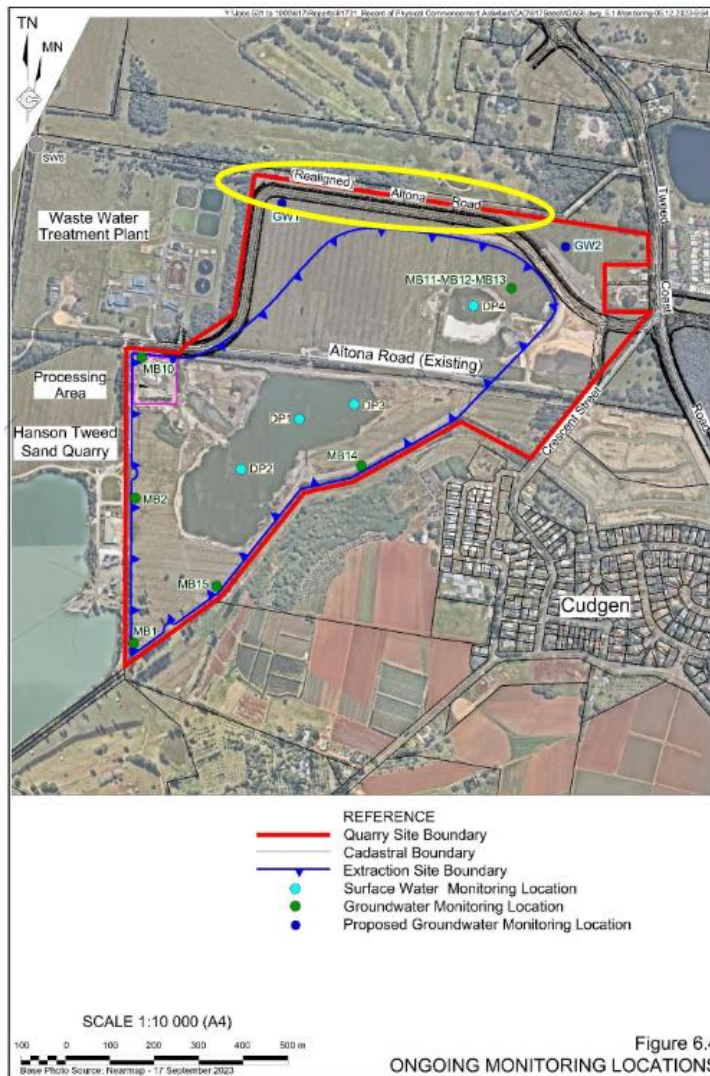 TN
MN
SW6
Waste Water
Treatment Plant
(Realigned) Altona Road
GW1
GW2
Tweed Coast Road
MB11-MB12-MB13
DP4
Altona Road (Existing)
MB10
Processing
Area
DP3
DP1
Crescent Street
Hanson Tweed
Sand Quarry
MB14
DP2
MB2
MB15
Cudgen
MB1
REFERENCE
Quarry Site Boundary
Cadastral Boundary
Extraction Site Boundary
Surface Water Monitoring Location
Groundwater Monitoring Location
Proposed Groundwater Monitoring Location
SCALE 1:10 000 (A4)
100 0 100 200 300 400 500 m
Base Photo Source: Nearmap - 17 September 2023
Figure 6.4
ONGOING MONITORING LOCATIONS